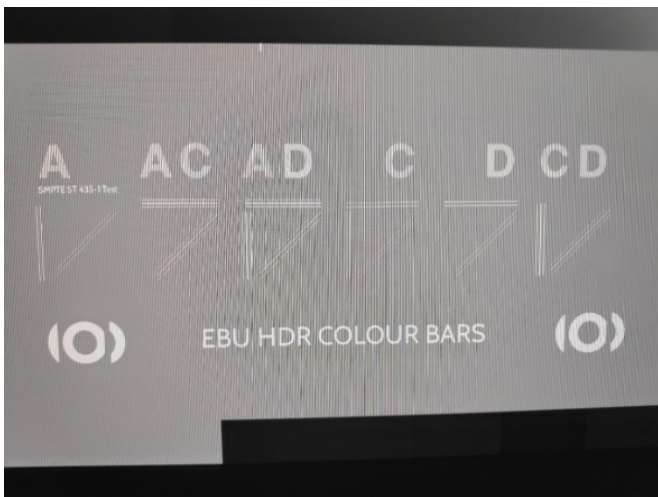 A AC AD C D CD
SMPTE ST 435-1 Test
(O) EBU HDR COLOUR BARS (O)